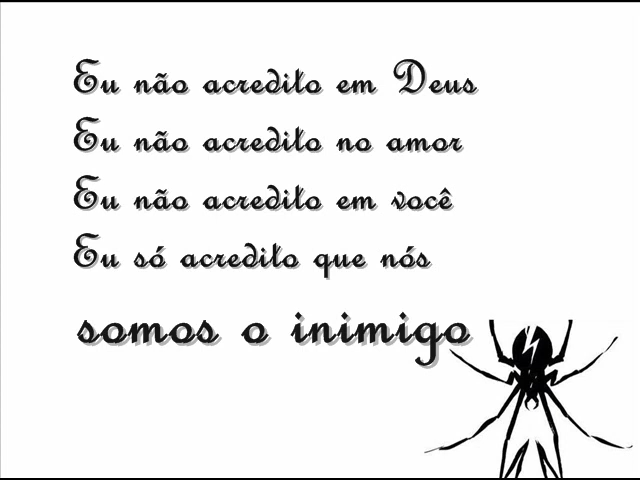 Eu não acredito em Deus
Eu não acredito no amor
Eu não acredito em você
Eu só acredito que nós
somos o inimigo